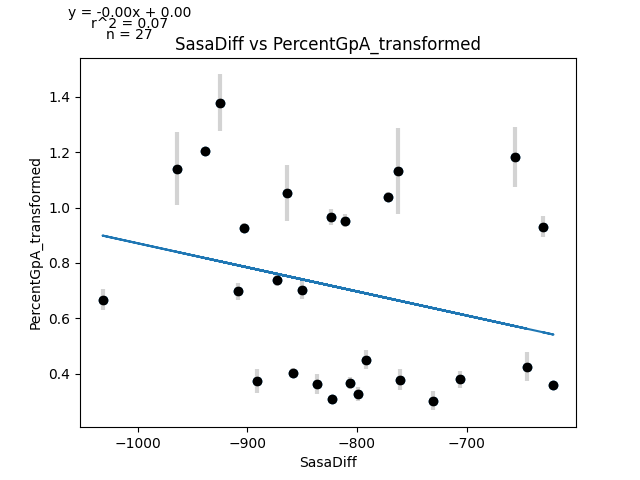 y = -0.00x + 0.00
r^2 = 0.07
n = 27
SasaDiff vs PercentGpA_transformed
1.4
1.2
1.0
0.8
0.6
0.4
PercentGpA_transformed
−1000
−900
−800
−700
SasaDiff